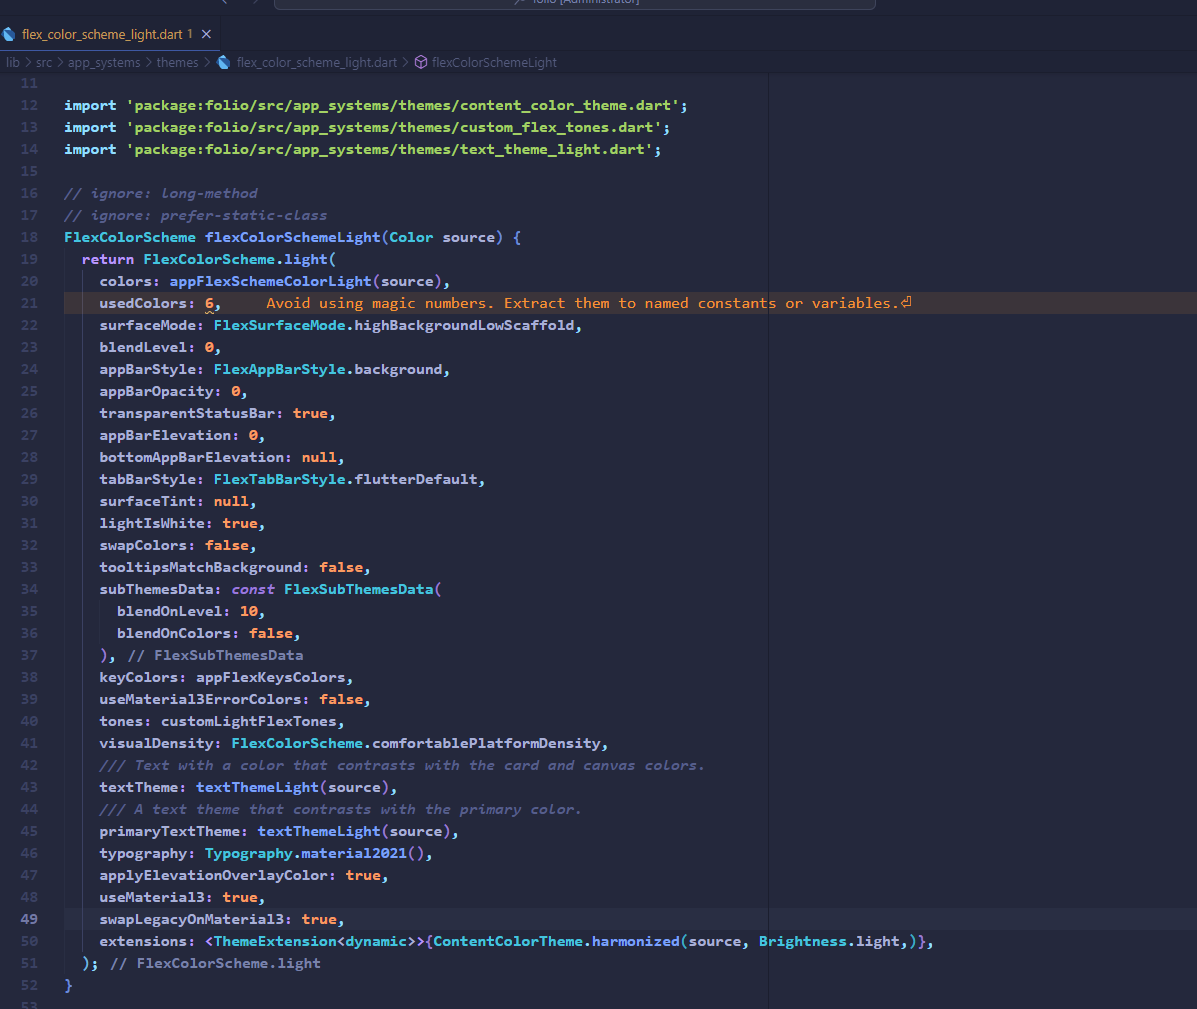 folio [Administrator]
flex_color_scheme_light.dart 1
lib > src > app_systems > themes > flex_color_scheme_light.dart > flexColorSchemeLight
11
12 import 'package:folio/src/app_systems/themes/content_color_theme.dart';
13 import 'package:folio/src/app_systems/themes/custom_flex_tones.dart';
14 import 'package:folio/src/app_systems/themes/text_theme_light.dart';
15
16 // ignore: long-method
17 // ignore: prefer-static-class
18 FlexColorScheme flexColorSchemeLight(Color source) {
19 return FlexColorScheme.light(
20 colors: appFlexSchemeColorLight(source),
21 usedColors: 6, Avoid using magic numbers. Extract them to named constants or variables.
22 surfaceMode: FlexSurfaceMode.highBackgroundLowScaffold,
23 blendLevel: 0,
24 appBarStyle: FlexAppBarStyle.background,
25 appBarOpacity: 0,
26 transparentStatusBar: true,
27 appBarElevation: 0,
28 bottomAppBarElevation: null,
29 tabBarStyle: FlexTabBarStyle.flutterDefault,
30 surfaceTint: null,
31 lightIsWhite: true,
32 swapColors: false,
33 tooltipsMatchBackground: false,
34 subThemesData: const FlexSubThemesData(
35 blendOnLevel: 10,
36 blendOnColors: false,
37 ), // FlexSubThemesData
38 keyColors: appFlexKeysColors,
39 useMaterial3ErrorColors: false,
40 tones: customLightFlexTones,
41 visualDensity: FlexColorScheme.comfortablePlatformDensity,
42 /// Text with a color that contrasts with the card and canvas colors.
43 textTheme: textThemeLight(source),
44 /// A text theme that contrasts with the primary color.
45 primaryTextTheme: textThemeLight(source),
46 typography: Typography.material2021(),
47 applyElevationOverlayColor: true,
48 useMaterial3: true,
49 swapLegacyOnMaterial3: true,
50 extensions: <ThemeExtension<dynamic>>{ContentColorTheme.harmonized(source, Brightness.light,)},
51 ); // FlexColorScheme.light
52 }
53